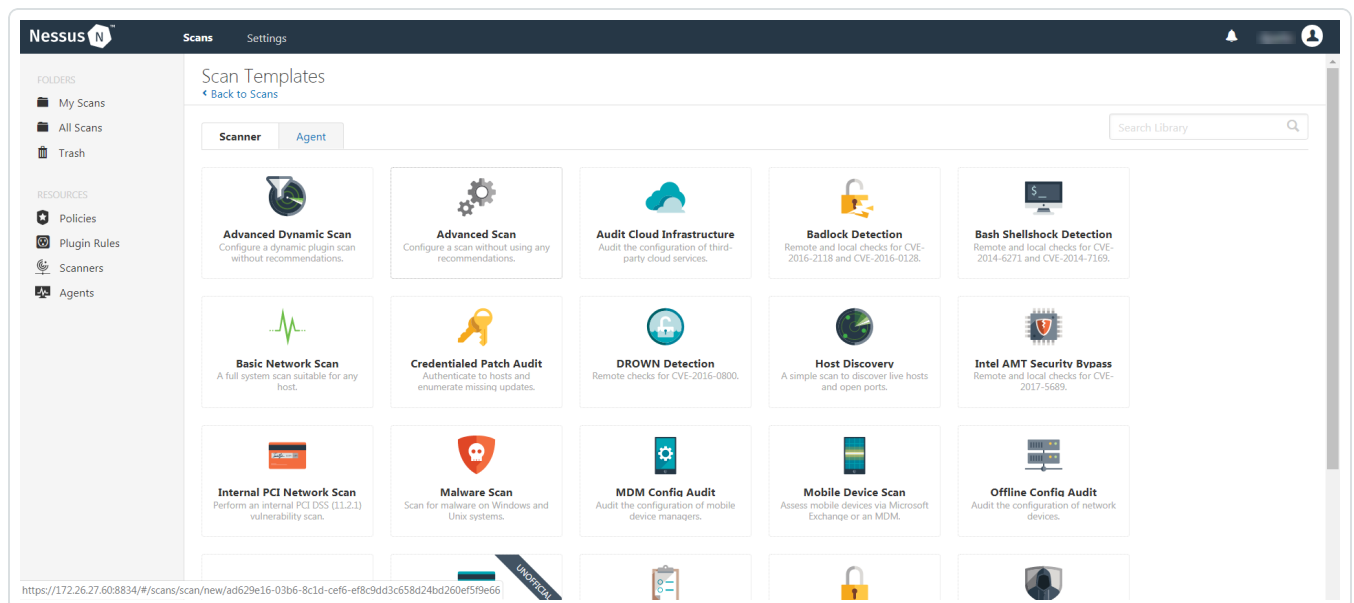 Nessus N ™
Scans Settings
FOLDERS
My Scans
All Scans
Trash
RESOURCES
Policies
Plugin Rules
Scanners
Agents
Scan Templates
Back to Scans
Scanner Agent
Search Library
Advanced Dynamic Scan
Configure a dynamic plugin scan
without recommendations.
Advanced Scan
Configure a scan without using any
recommendations.
Audit Cloud Infrastructure
Audit the configuration of third-
party cloud services.
Badlock Detection
Remote and local checks for CVE-
2016-2118 and CVE-2016-0128.
$_
Bash Shellshock Detection
Remote and local checks for CVE-
2014-6271 and CVE-2014-7169.
Basic Network Scan
A full system scan suitable for any
host.
Credentialed Patch Audit
Authenticate to hosts and
enumerate missing updates.
DROWN Detection
Remote checks for CVE-2016-0800.
Host Discovery
A simple scan to discover live hosts
and open ports.
Intel AMT Security Bypass
Remote and local checks for CVE-
2017-5689.
Internal PCI Network Scan
Perform an internal PCI DSS (11.2.1)
vulnerability scan.
Malware Scan
Scan for malware on Windows and
Unix systems.
MDM Config Audit
Audit the configuration of mobile
device managers.
Mobile Device Scan
Assess mobile devices via Microsoft
Exchange or an MDM.
Offline Config Audit
Audit the configuration of network
devices.
UNOFFICIAL
https://172.26.27.60:8834/#/scans/scan/new/ad629e16-03b6-8c1d-cef6-ef8c9dd3c658d24bd260ef5f9e66